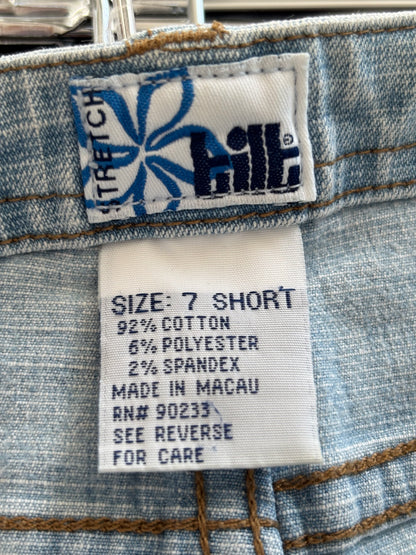 STRETCH
tilt®
SIZE: 7 SHORT
92% COTTON
6% POLYESTER
2% SPANDEX
MADE IN MACAU
RN# 90233
SEE REVERSE
FOR CARE